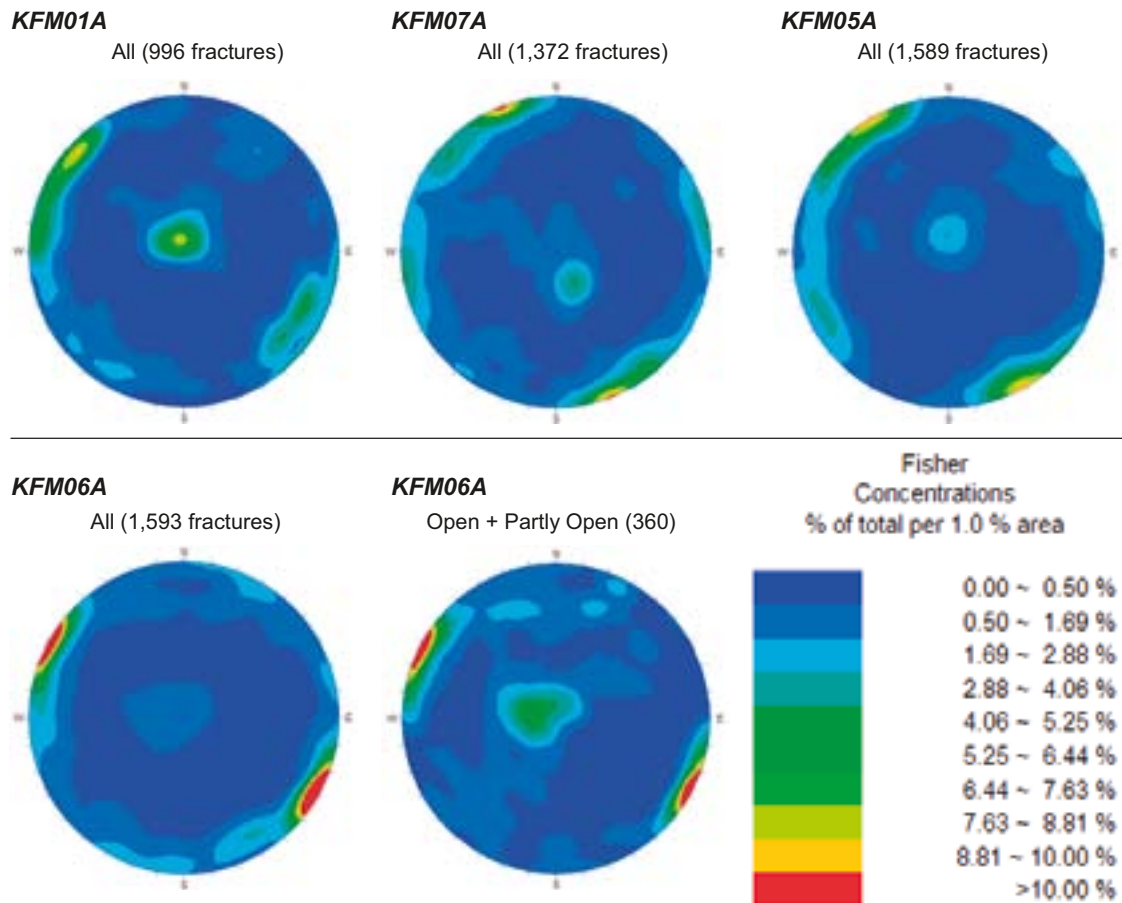 KFM01A
All (996 fractures)
KFM07A
All (1,372 fractures)
KFM05A
All (1,589 fractures)
N
W
E
S
N
W
E
S
N
W
E
S
KFM06A
All (1,593 fractures)
KFM06A
Open + Partly Open (360)
N
W
E
S
N
W
E
S
Fisher
Concentrations
% of total per 1.0 % area
0.00 ~ 0.50 %
0.50 ~ 1.69 %
1.69 ~ 2.88 %
2.88 ~ 4.06 %
4.06 ~ 5.25 %
5.25 ~ 6.44 %
6.44 ~ 7.63 %
7.63 ~ 8.81 %
8.81 ~ 10.00 %
>10.00 %